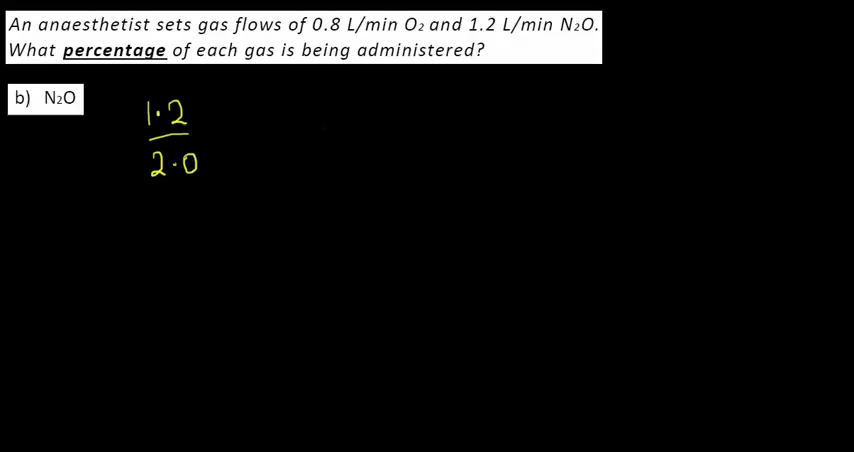 An anaesthetist sets gas flows of 0.8 L/min O₂ and 1.2 L/min N₂O.
What percentage of each gas is being administered?
b) N₂O
1.2
2.0